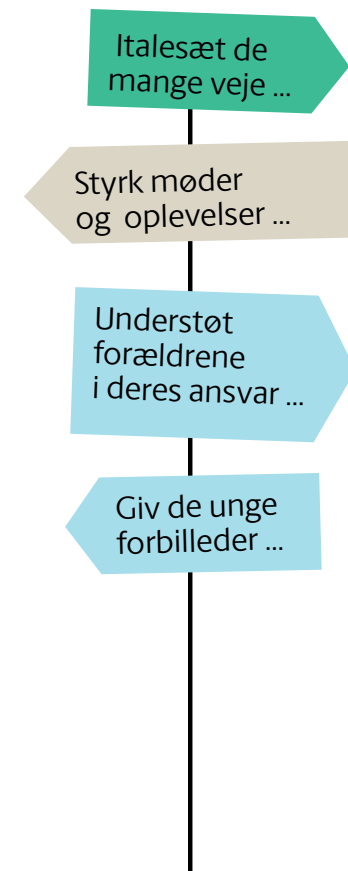 Italesæt de
mange veje ...
Styrk møder
og oplevelser ...
Understøt
forældrene
i deres ansvar ...
Giv de unge
forbilleder ...